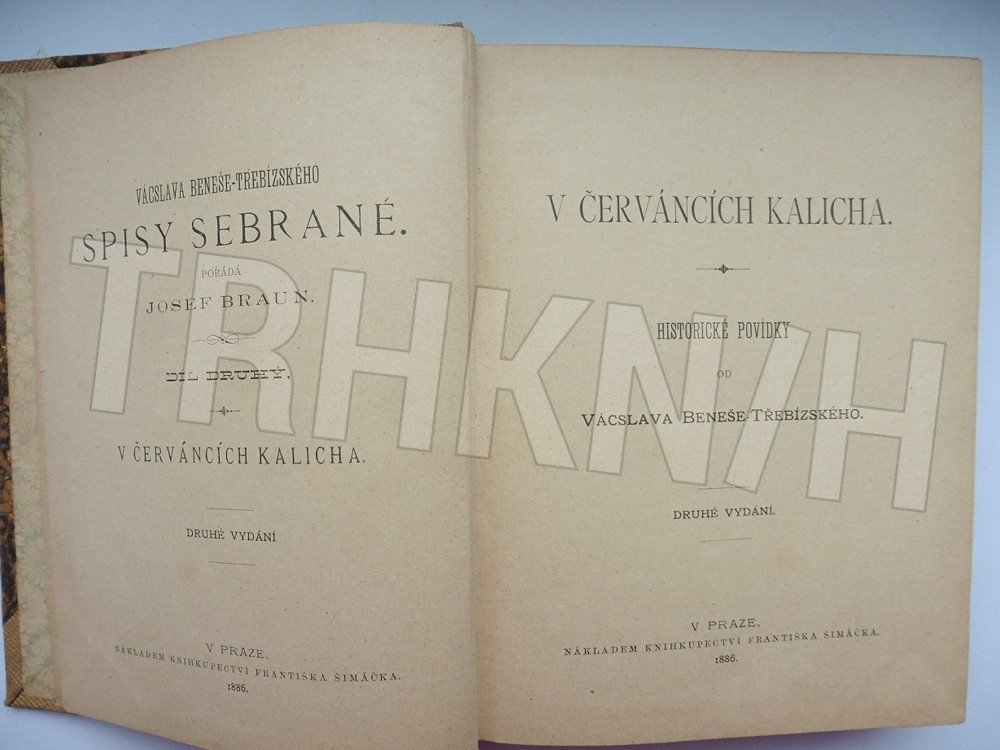 VÁCSLAVA BENEŠE-TŘEBÍZSKÉHO
SPISY SEBRANÉ.
POŘÁDÁ
JOSEF BRAUN.
DÍL DRUHÝ.
V ČERVÁNCÍCH KALICHA.
DRUHÉ VYDÁNÍ
V PRAZE.
NÁKLADEM KNIHKUPECTVÍ FRANTIŠKA ŠIMÁČKA.
1886.
V ČERVÁNCÍCH KALICHA.
HISTORICKÉ POVÍDKY
OD
VÁCSLAVA BENEŠE-TŘEBÍZSKÉHO.
DRUHÉ VYDÁNÍ.
V PRAZE.
NÁKLADEM KNIHKUPECTVÍ FRANTIŠKA ŠIMÁČKA.
1886.
TRHKNIH